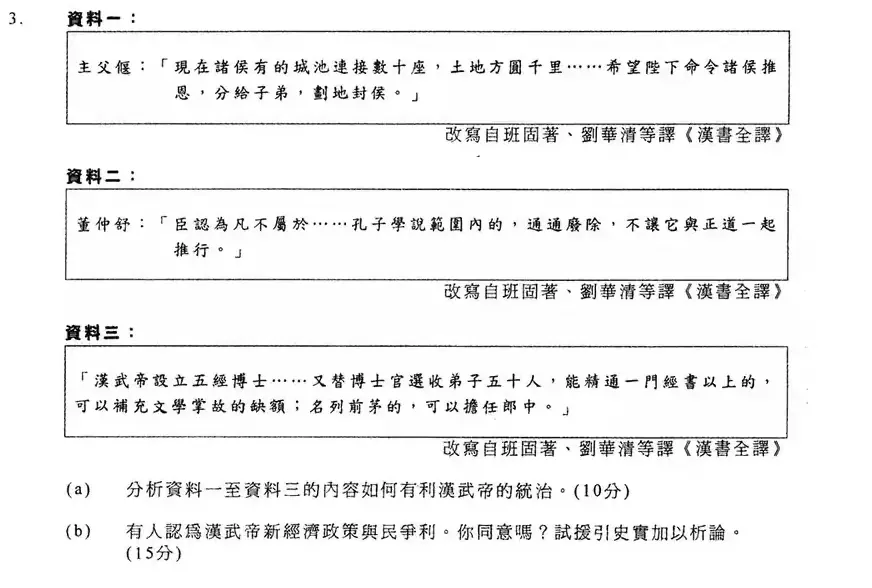 3. 資料一：
主父偃：「現在諸侯有的城池連接數十座，土地方圓千里……希望陛下命令諸侯推
恩，分給子弟，劃地封侯。」
改寫自班固著、劉華清等譯《漢書全譯》
資料二：
董仲舒：「臣認為凡不屬於……孔子學說範圍內的，通通廢除，不讓它與正道一起
推行。」
改寫自班固著、劉華清等譯《漢書全譯》
資料三：
「漢武帝設立五經博士……又替博士官選收弟子五十人，能精通一門經書以上的，
可以補充文學掌故的缺額；名列前茅的，可以擔任郎中。」
改寫自班固著、劉華清等譯《漢書全譯》
(a) 分析資料一至資料三的內容如何有利漢武帝的統治。(10分)
(b) 有人認爲漢武帝新經濟政策與民爭利。你同意嗎？試援引史實加以析論。
(15分)